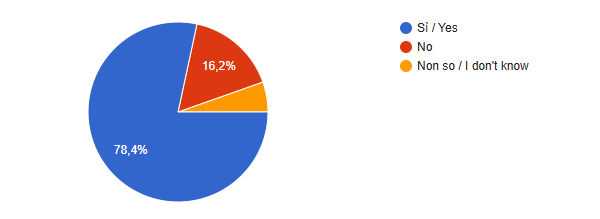 Sì / Yes
No
Non so / I don't know
16,2%
78,4%